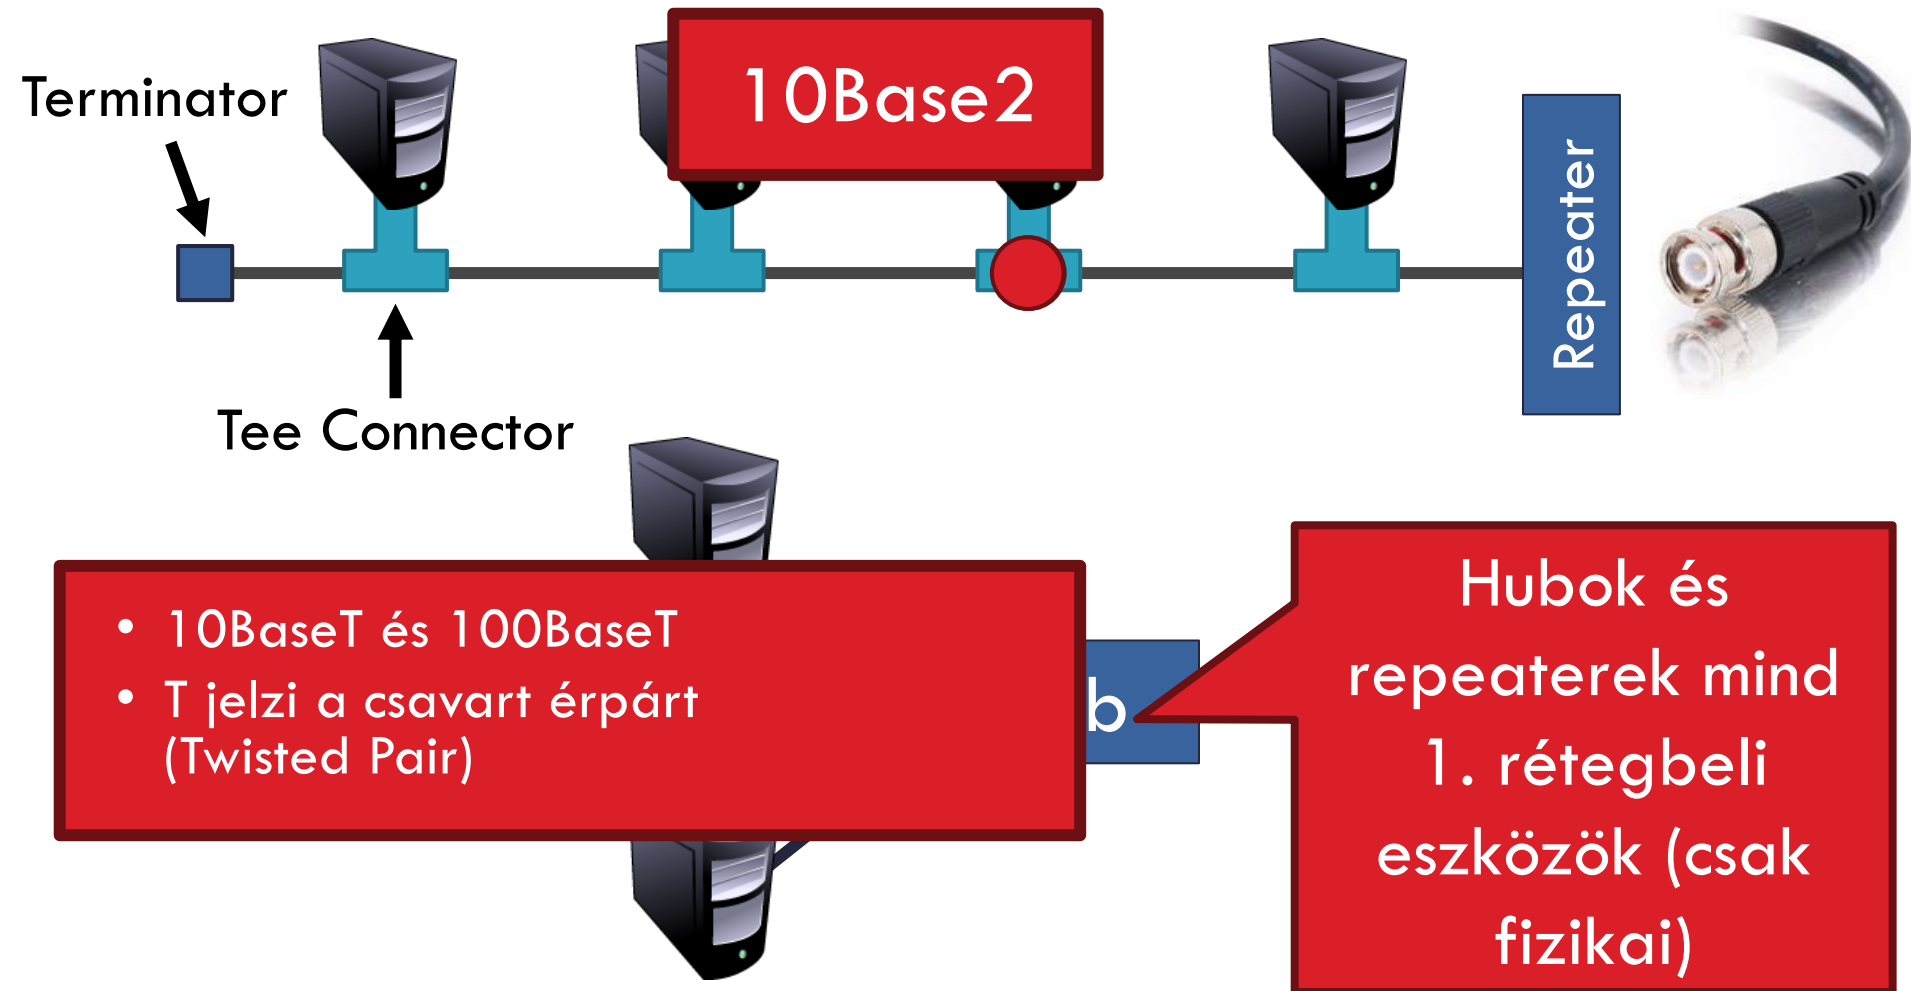 10Base2
Terminator
Repeater
Tee Connector
• 10BaseT és 100BaseT
• T jelzi a csavart érpárt
(Twisted Pair)
b
Hubok és
repeaterek mind
1. rétegbeli
eszközök (csak
fizikai)